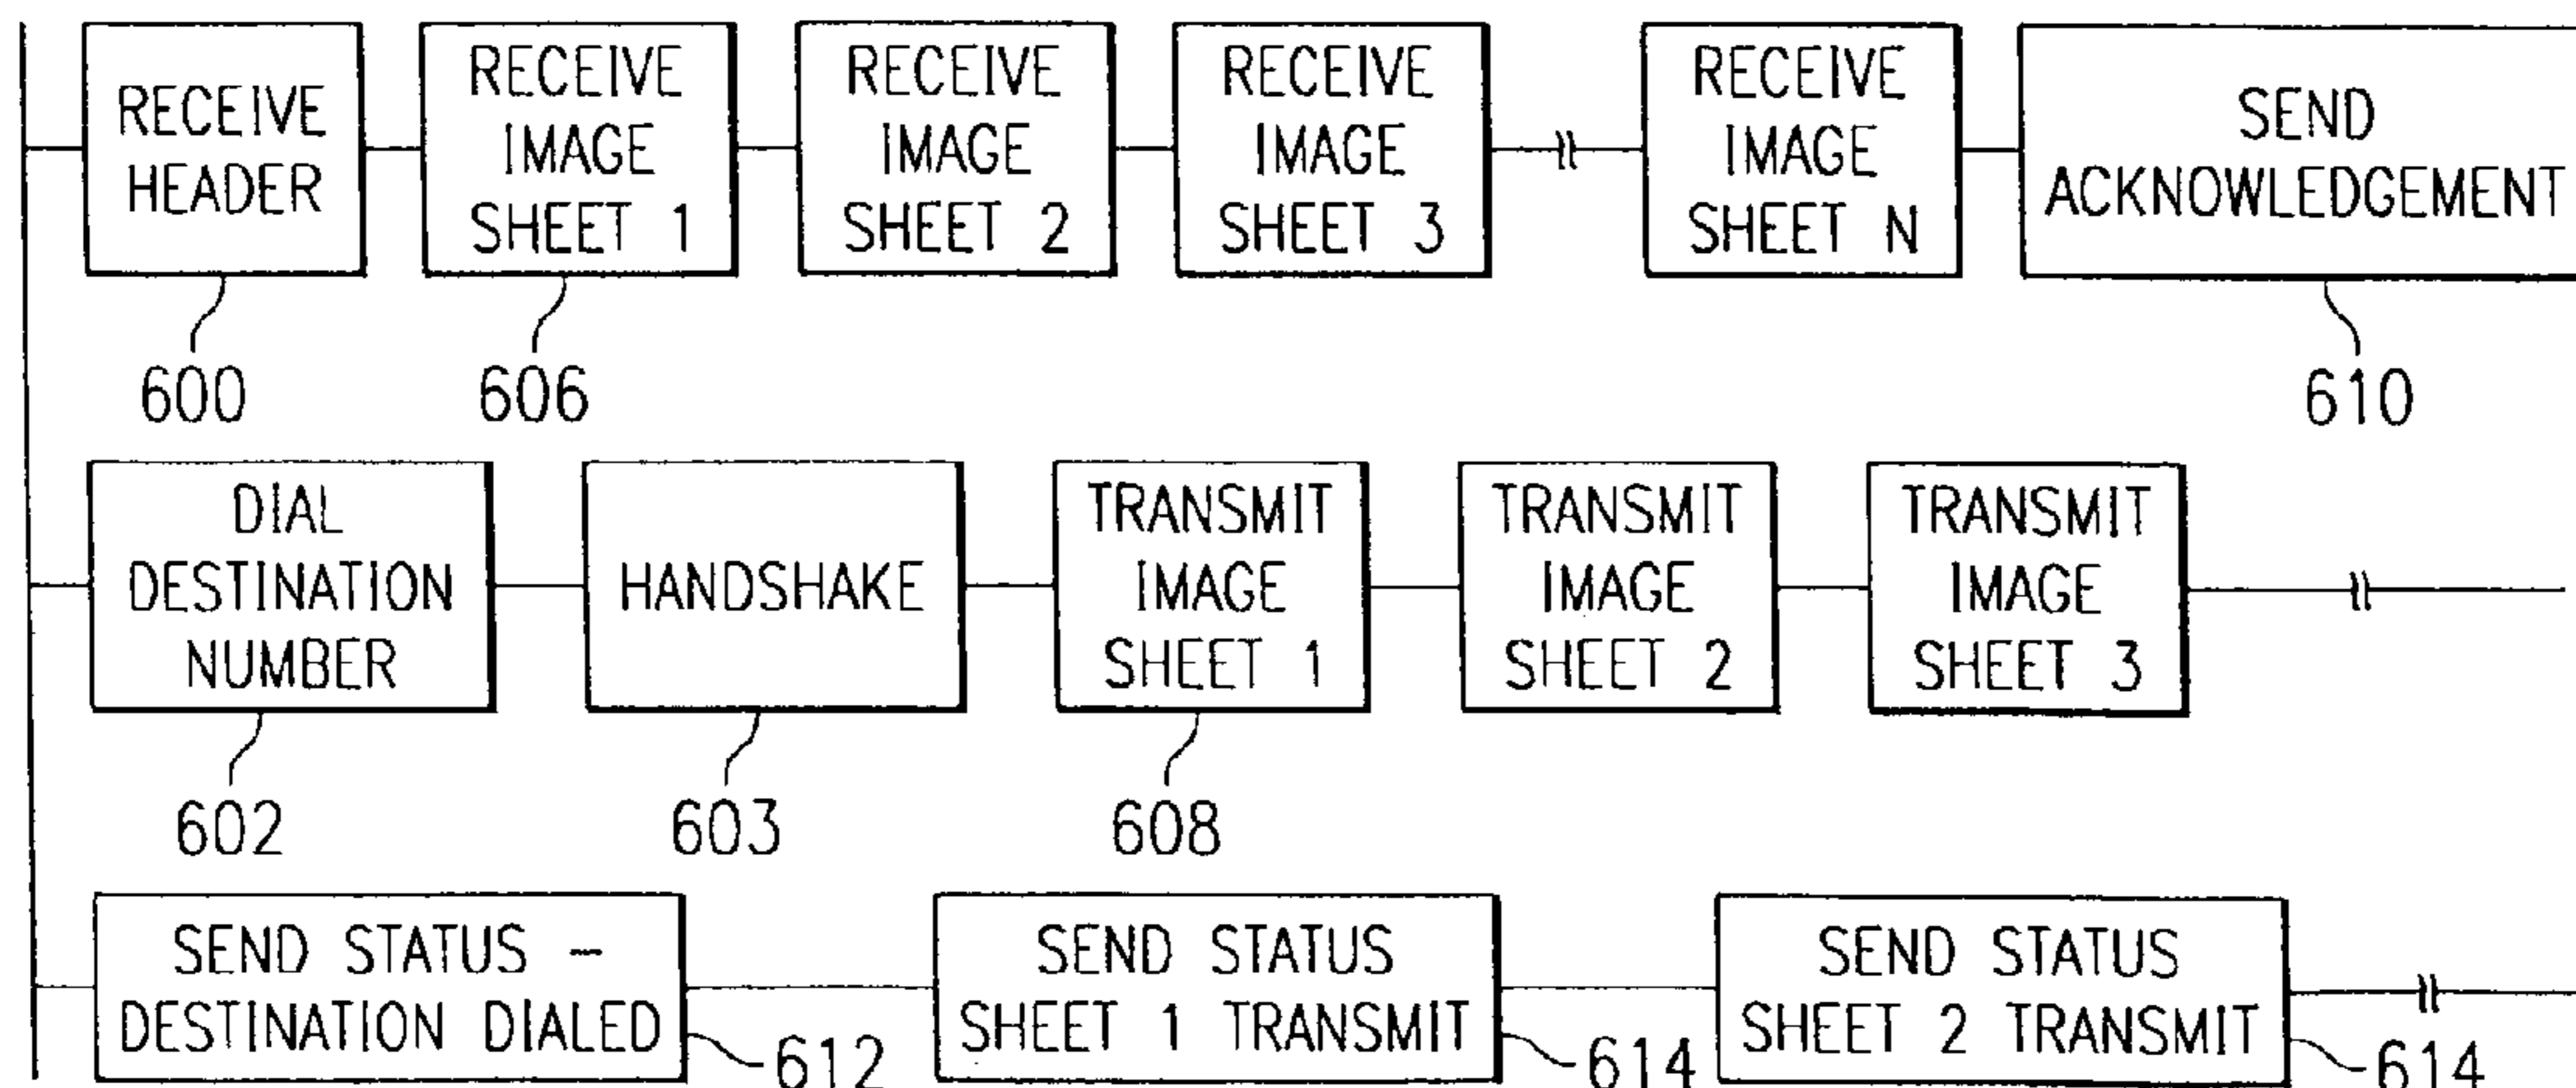 RECEIVE
HEADER
RECEIVE
IMAGE
SHEET 1
RECEIVE
IMAGE
SHEET 2
RECEIVE
IMAGE
SHEET 3
RECEIVE
IMAGE
SHEET N
SEND
ACKNOWLEDGEMENT
600
606
610
DIAL
DESTINATION
NUMBER
HANDSHAKE
TRANSMIT
IMAGE
SHEET 1
TRANSMIT
IMAGE
SHEET 2
TRANSMIT
IMAGE
SHEET 3
602
603
608
SEND STATUS –
DESTINATION DIALED
612
SEND STATUS
SHEET 1 TRANSMIT
614
SEND STATUS
SHEET 2 TRANSMIT
614